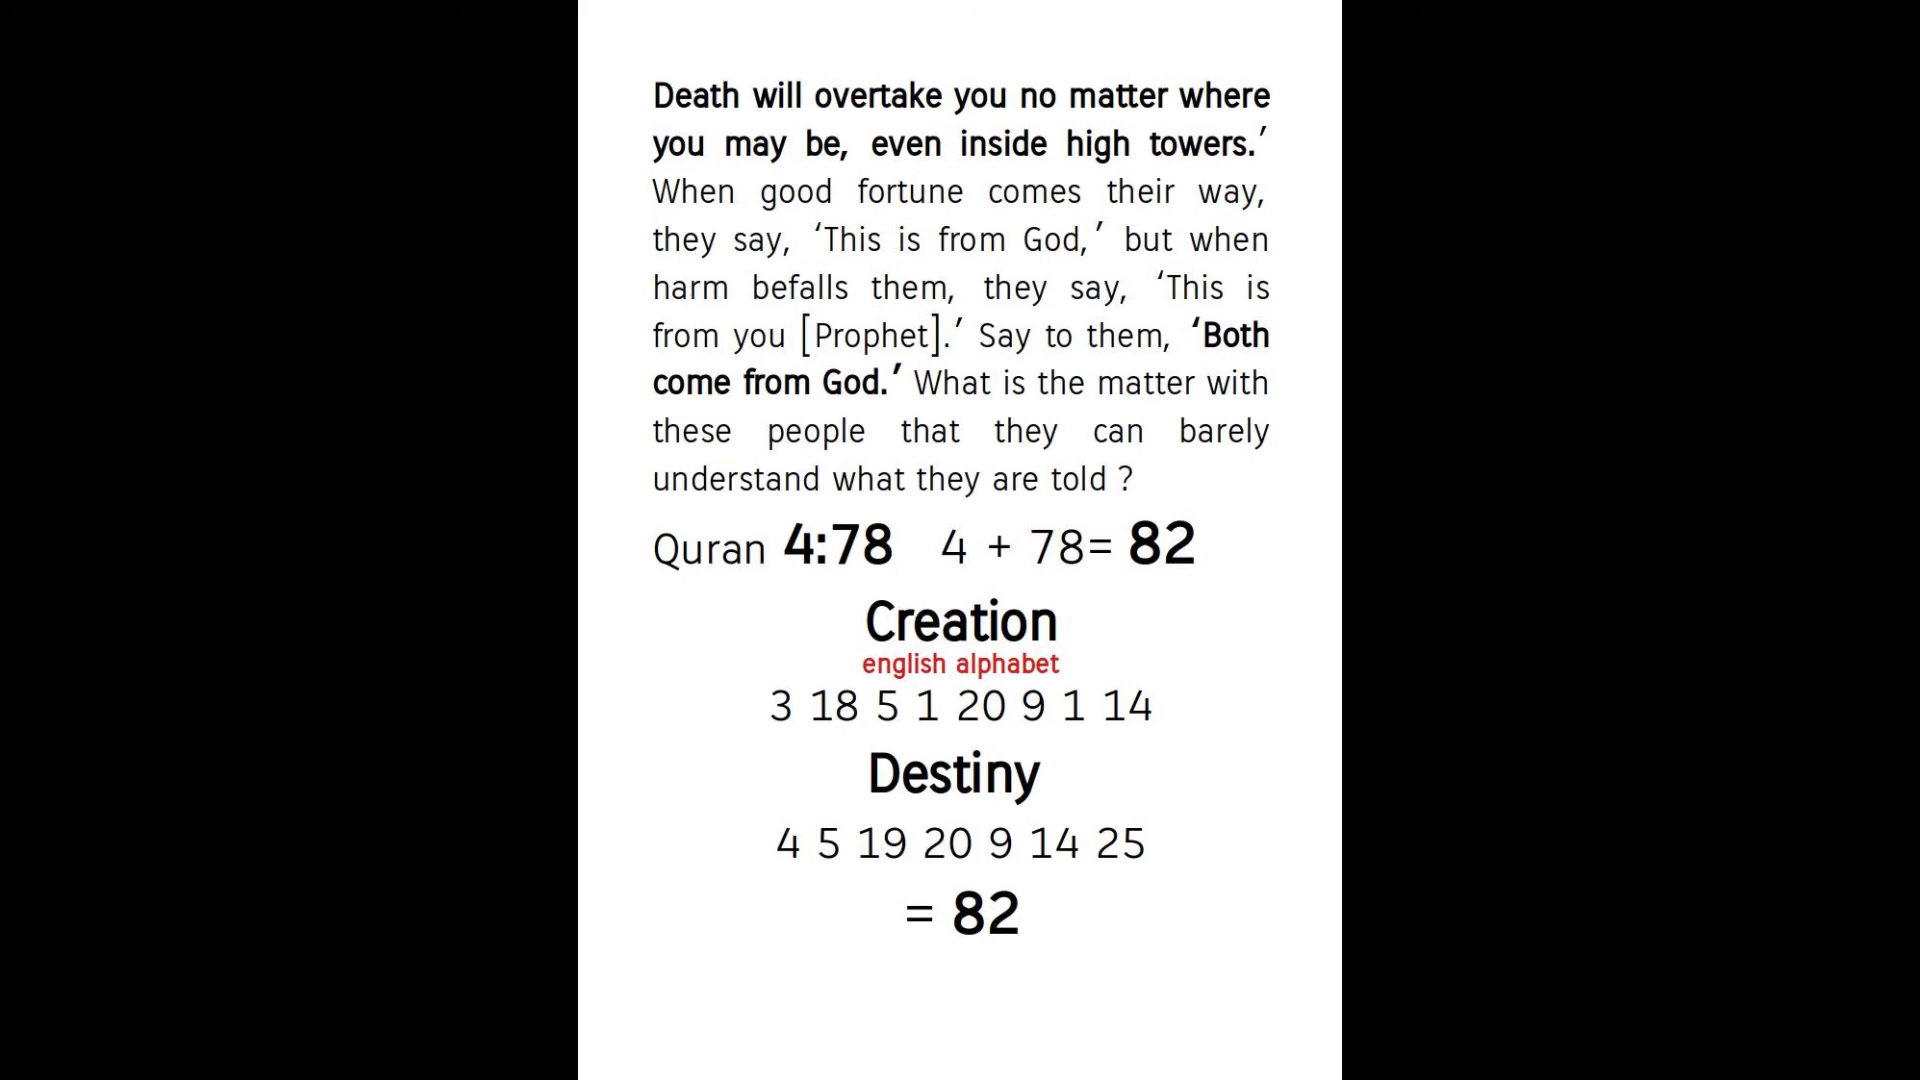 Death will overtake you no matter where
you may be, even inside high towers.’
When good fortune comes their way,
they say, ‘This is from God,’ but when
harm befalls them, they say, ‘This is
from you [Prophet].’ Say to them, ‘Both
come from God.’ What is the matter with
these people that they can barely
understand what they are told ?
Quran 4:78 4 + 78= 82
Creation
english alphabet
3 18 5 1 20 9 1 14
Destiny
4 5 19 20 9 14 25
= 82